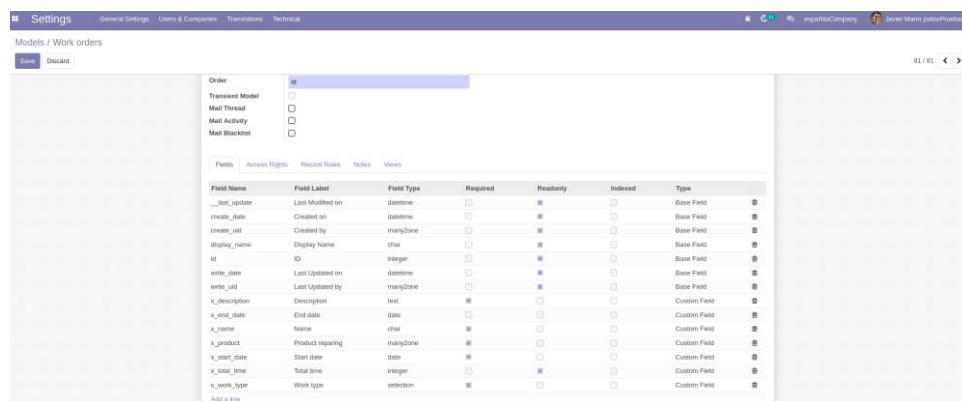 Settings General Settings Users & Companies Translations Technical españitaCompany Javier Marin (odooPrueba
Models / Work orders
Save Discard 81 / 81
Order id
Transient Model
Mail Thread
Mail Activity
Mail Blacklist
Fields Access Rights Record Rules Notes Views
Field Name Field Label Field Type Required Readonly Indexed Type
__last_update Last Modified on datetime Base Field
create_date Created on datetime Base Field
create_uid Created by many2one Base Field
display_name Display Name char Base Field
id ID integer Base Field
write_date Last Updated on datetime Base Field
write_uid Last Updated by many2one Base Field
x_description Description text Custom Field
x_end_date End date date Custom Field
x_name Name char Custom Field
x_product Product reparing many2one Custom Field
x_start_date Start date date Custom Field
x_total_time Total time integer Custom Field
x_work_type Work type selection Custom Field
Add a line